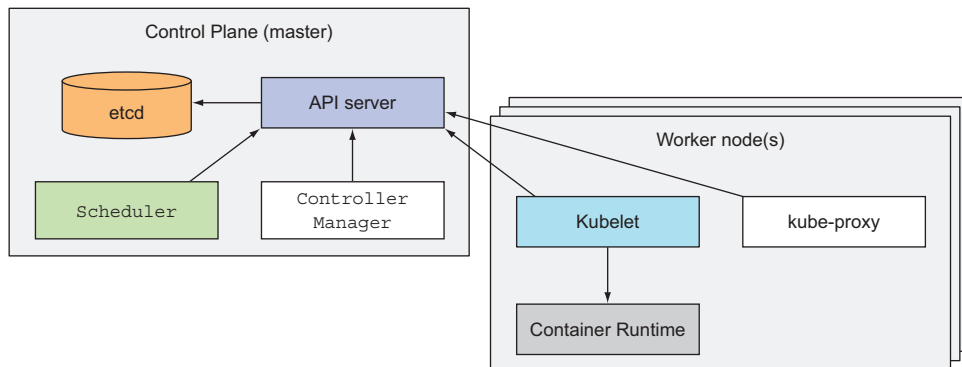 Control Plane (master)
etcd
API server
Scheduler
Controller
Manager
Worker node(s)
Kubelet
kube-proxy
Container Runtime